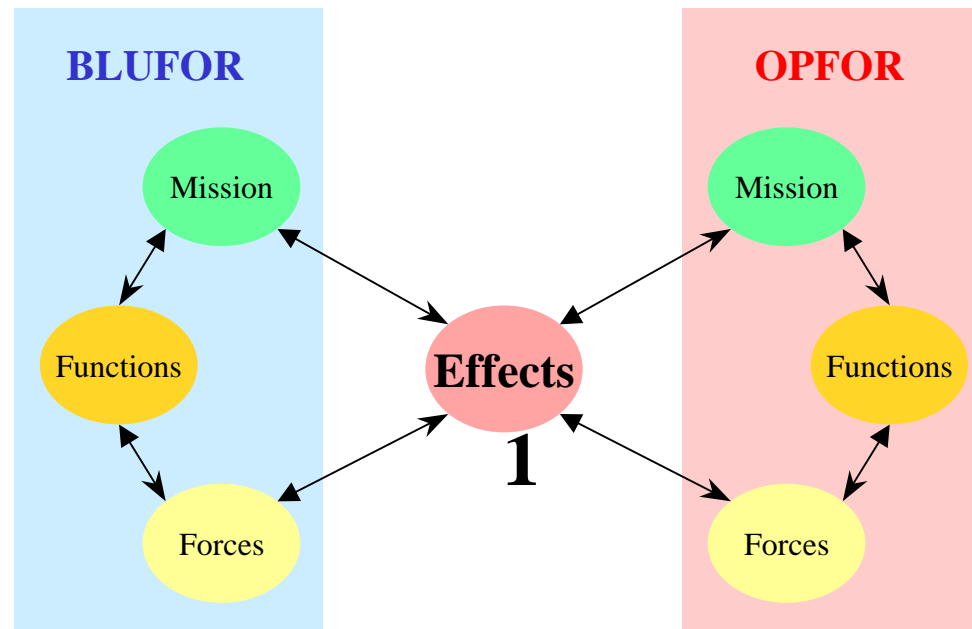 BLUFOR
OPFOR
Mission
Mission
Functions
Effects
Functions
1
Forces
Forces